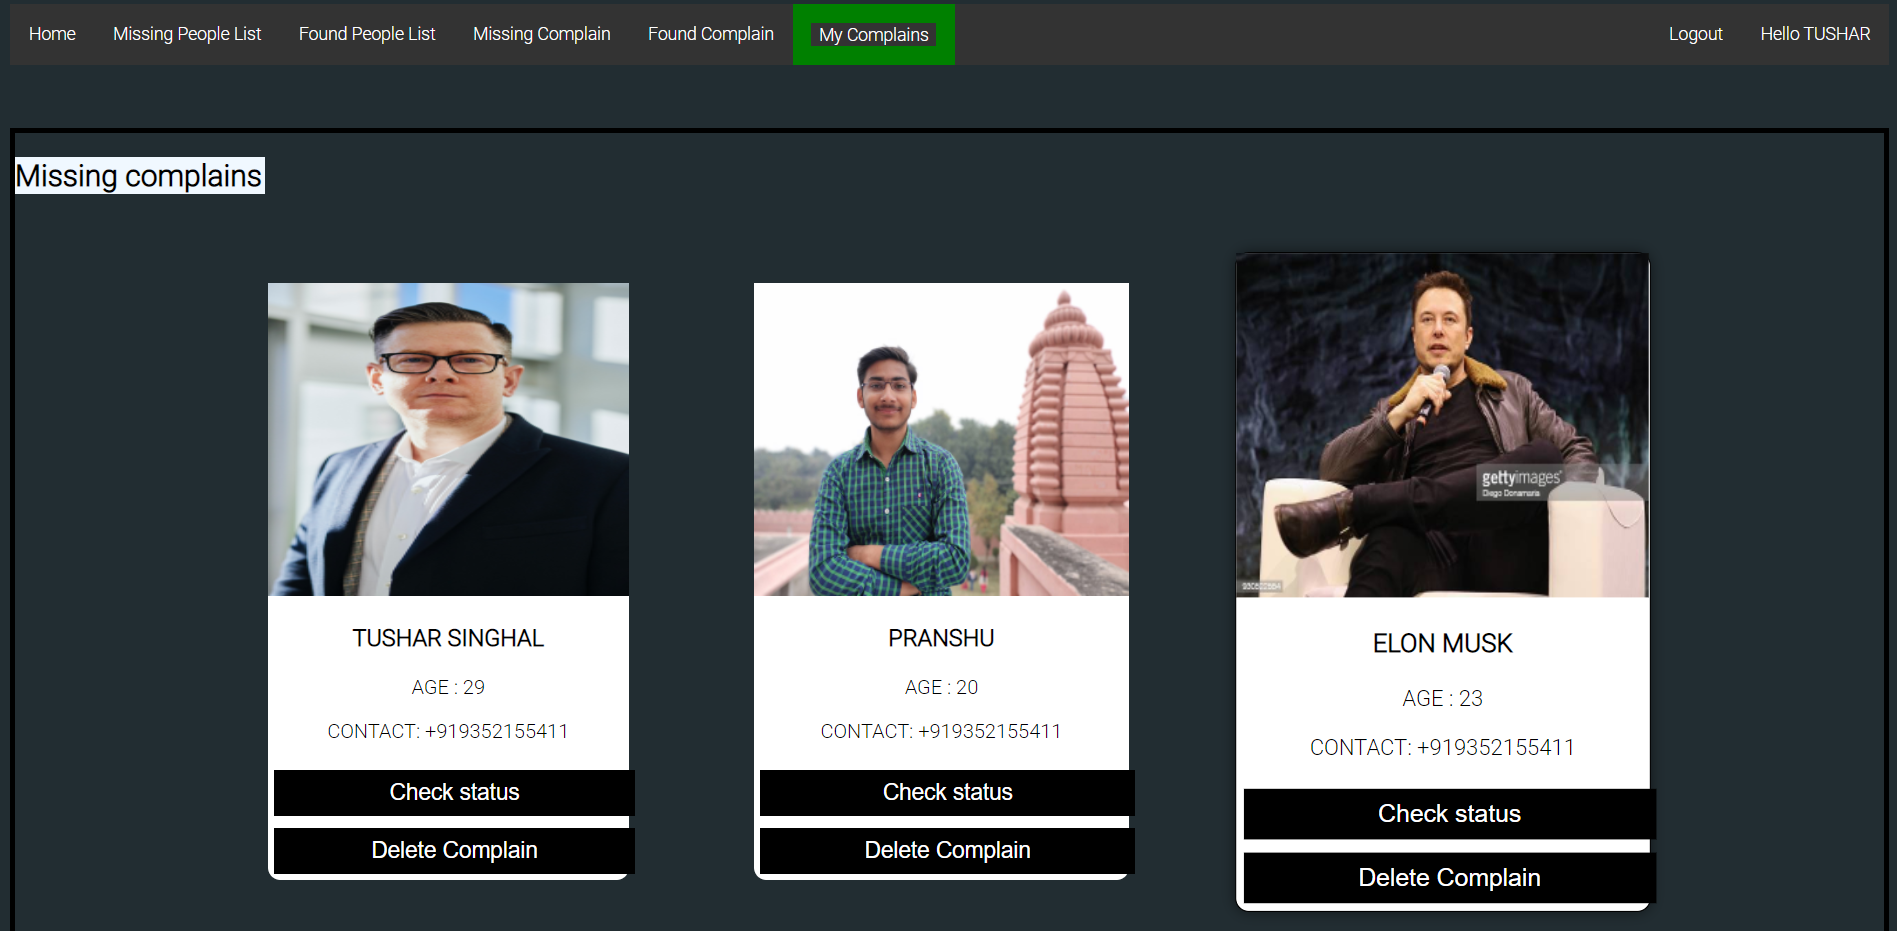 Home Missing People List Found People List Missing Complain Found Complain My Complains Logout Hello TUSHAR
Missing complains
gettyimages
Diego Donamaria
TUSHAR SINGHAL
AGE : 29
CONTACT: +919352155411
Check status
Delete Complain
PRANSHU
AGE : 20
CONTACT: +919352155411
Check status
Delete Complain
ELON MUSK
AGE : 23
CONTACT: +919352155411
Check status
Delete Complain